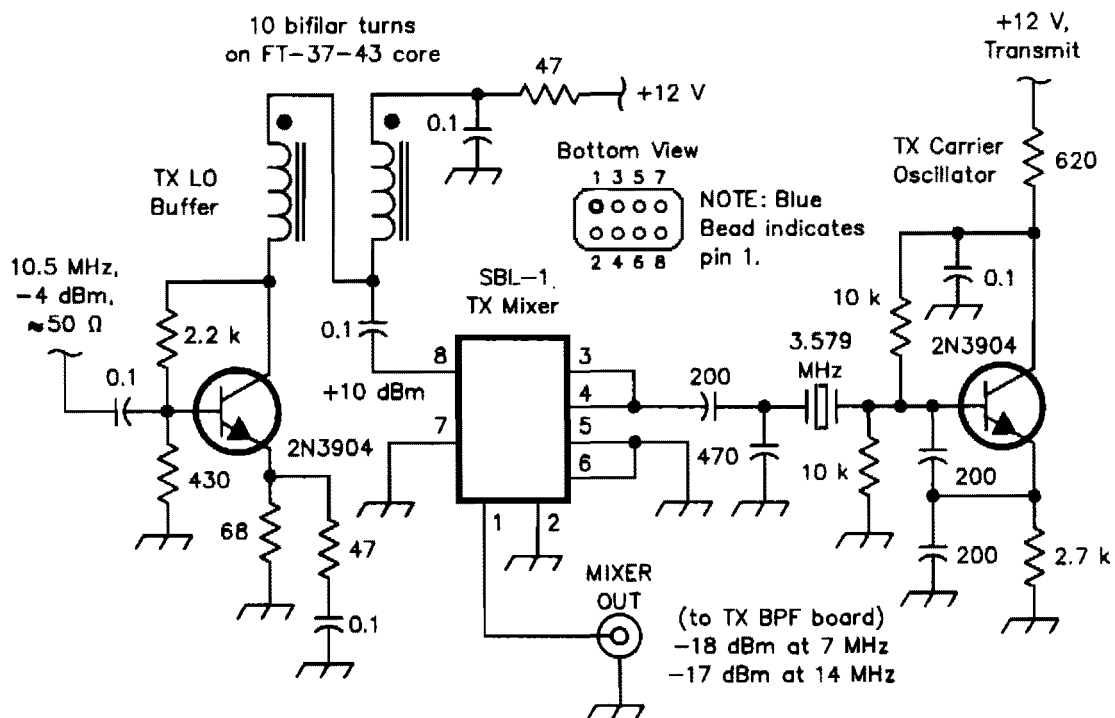 10 bifilar turns
on FT-37-43 core
47
+12 V
0.1
+12 V,
Transmit
620
TX Carrier
Oscillator
TX LO
Buffer
Bottom View
1 3 5 7
2 4 6 8
NOTE: Blue
Bead indicates
pin 1.
10.5 MHz,
-4 dBm,
≈50 Ω
2.2 k
0.1
SBL-1
TX Mixer
0.1
+10 dBm
8
7
3
4
5
6
1
2
10 k
0.1
3.579
MHz
2N3904
200
470
10 k
200
200
2.7 k
2N3904
430
68
47
0.1
MIXER
OUT
(to TX BPF board)
-18 dBm at 7 MHz
-17 dBm at 14 MHz